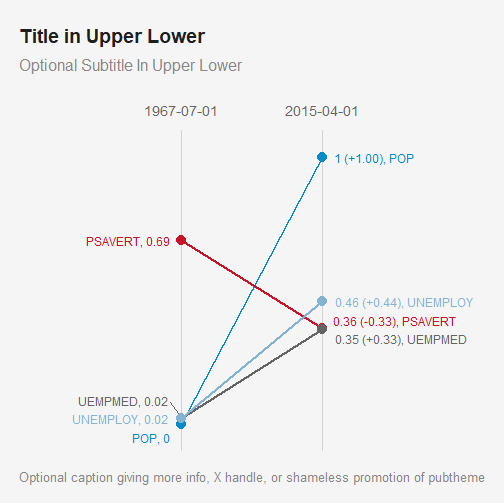 Title in Upper Lower
Optional Subtitle In Upper Lower
1967-07-01
2015-04-01
1 (+1.00), POP
PSAVERT, 0.69
0.46 (+0.44), UNEMPLOY
0.36 (-0.33), PSAVERT
0.35 (+0.33), UEMPMED
UEMPMED, 0.02
UNEMPLOY, 0.02
POP, 0
Optional caption giving more info, X handle, or shameless promotion of pubtheme